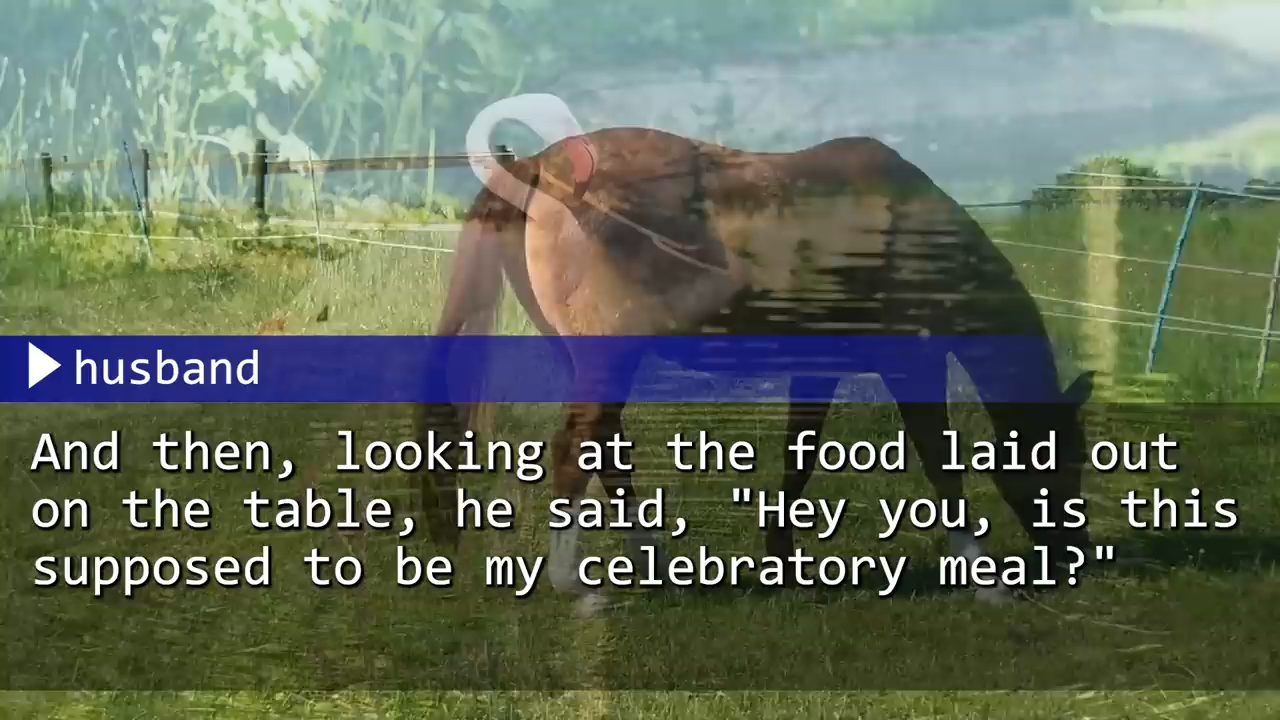 husband
And then, looking at the food laid out
on the table, he said, "Hey you, is this
supposed to be my celebratory meal?"